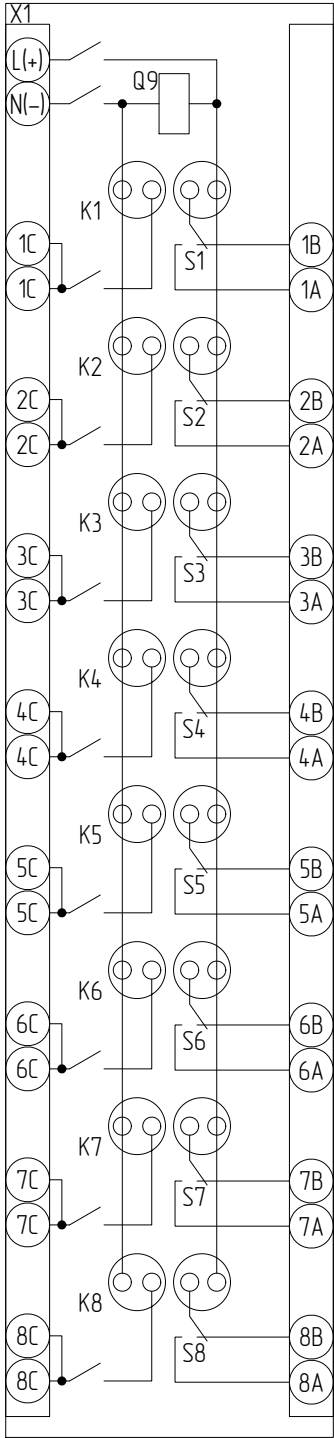 X1
L(+)
Q9
N(−)
K1
1C S1 1B
1C 1A
K2
2C S2 2B
2C 2A
K3
3C S3 3B
3C 3A
K4
4C S4 4B
4C 4A
K5
5C S5 5B
5C 5A
K6
6C S6 6B
6C 6A
K7
7C S7 7B
7C 7A
K8
8C S8 8B
8C 8A